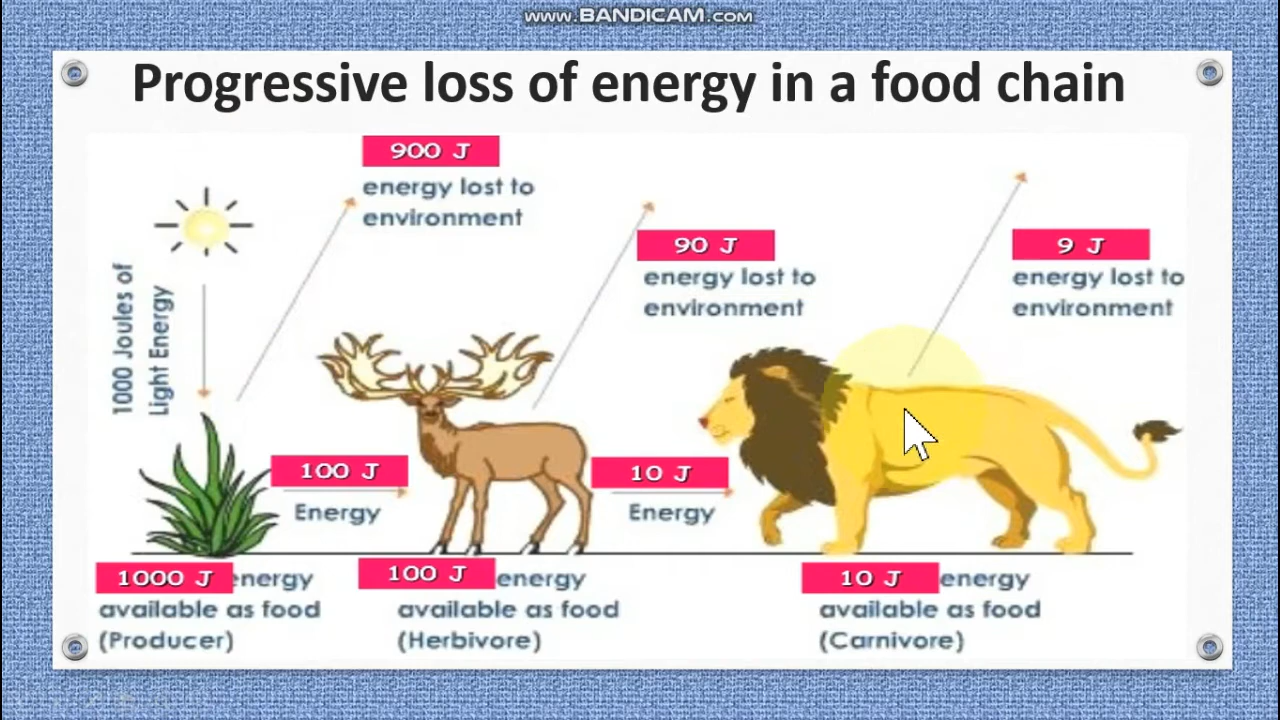 www.BANDICAM.com
Progressive loss of energy in a food chain
900 J
energy lost to
environment
90 J
energy lost to
environment
9 J
energy lost to
environment
1000 Joules of
Light Energy
100 J
Energy
10 J
Energy
1000 J energy
available as food
(Producer)
100 J energy
available as food
(Herbivore)
10 J energy
available as food
(Carnivore)